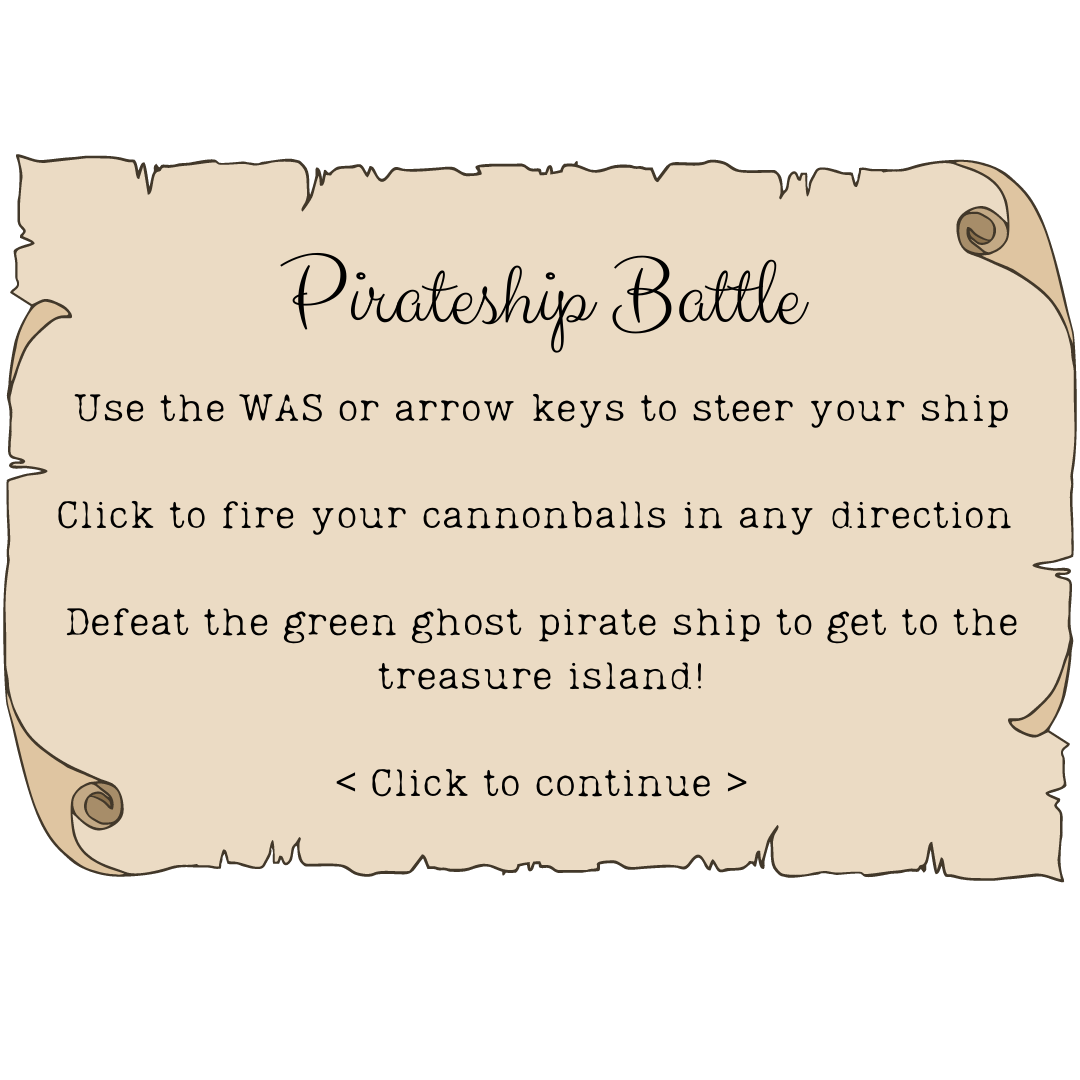 Pirateship Battle
Use the WAS or arrow keys to steer your ship
Click to fire your cannonballs in any direction
Defeat the green ghost pirate ship to get to the
treasure island!
< Click to continue >